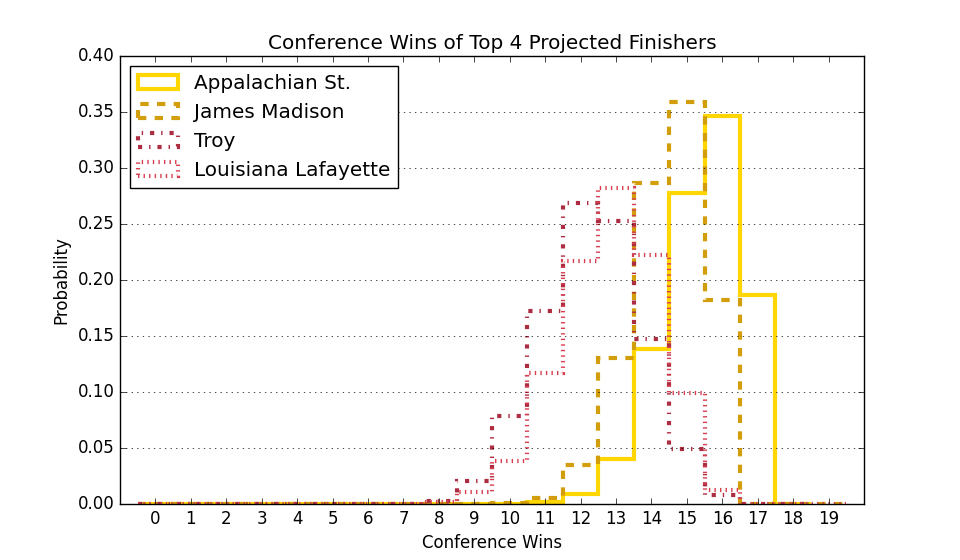 Conference Wins of Top 4 Projected Finishers
0.40
0.35
0.30
0.25
0.20
0.15
0.10
0.05
0.00
Probability
Appalachian St.
James Madison
Troy
Louisiana Lafayette
0 1 2 3 4 5 6 7 8 9 10 11 12 13 14 15 16 17 18 19
Conference Wins